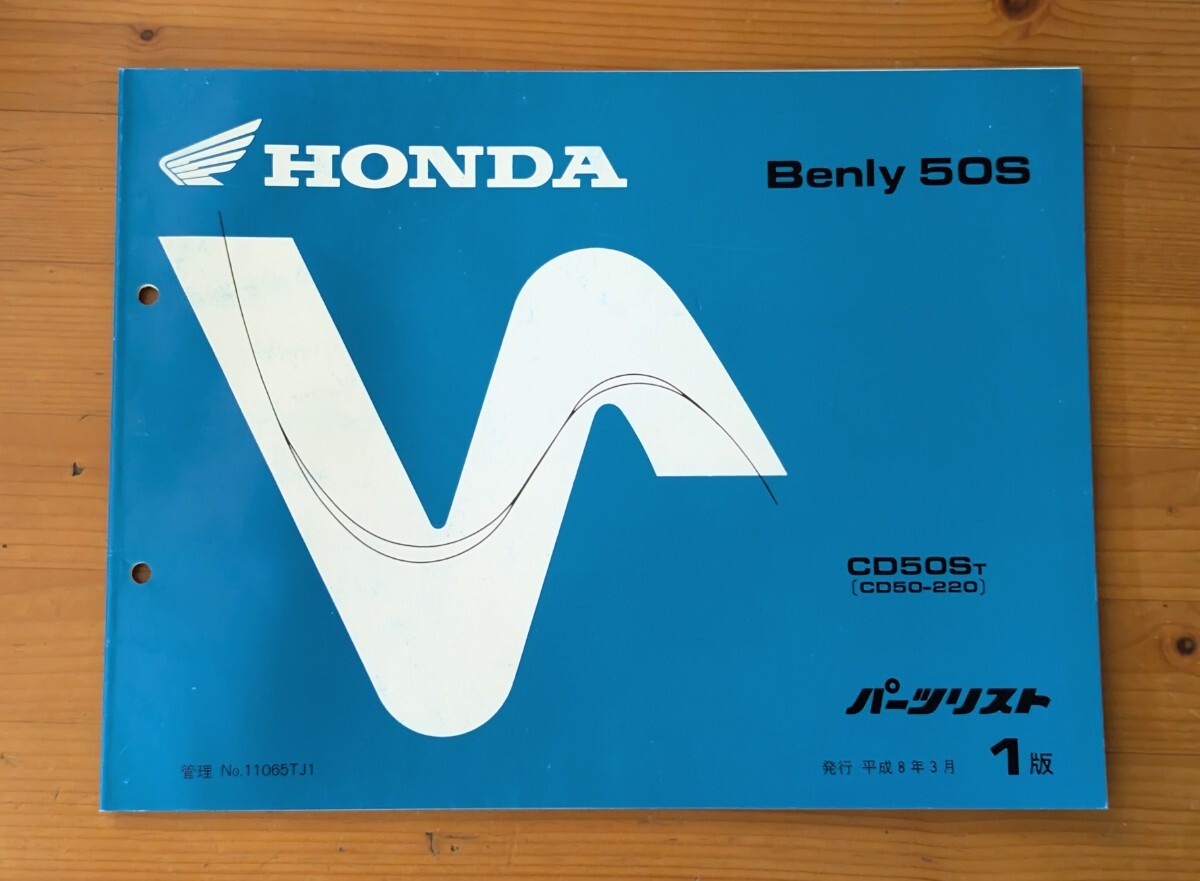 HONDA
Benly 50S
CD50ST
〔CD50-220〕
パーツリスト
管理 No.11065TJ1
発行 平成8年3月 1版